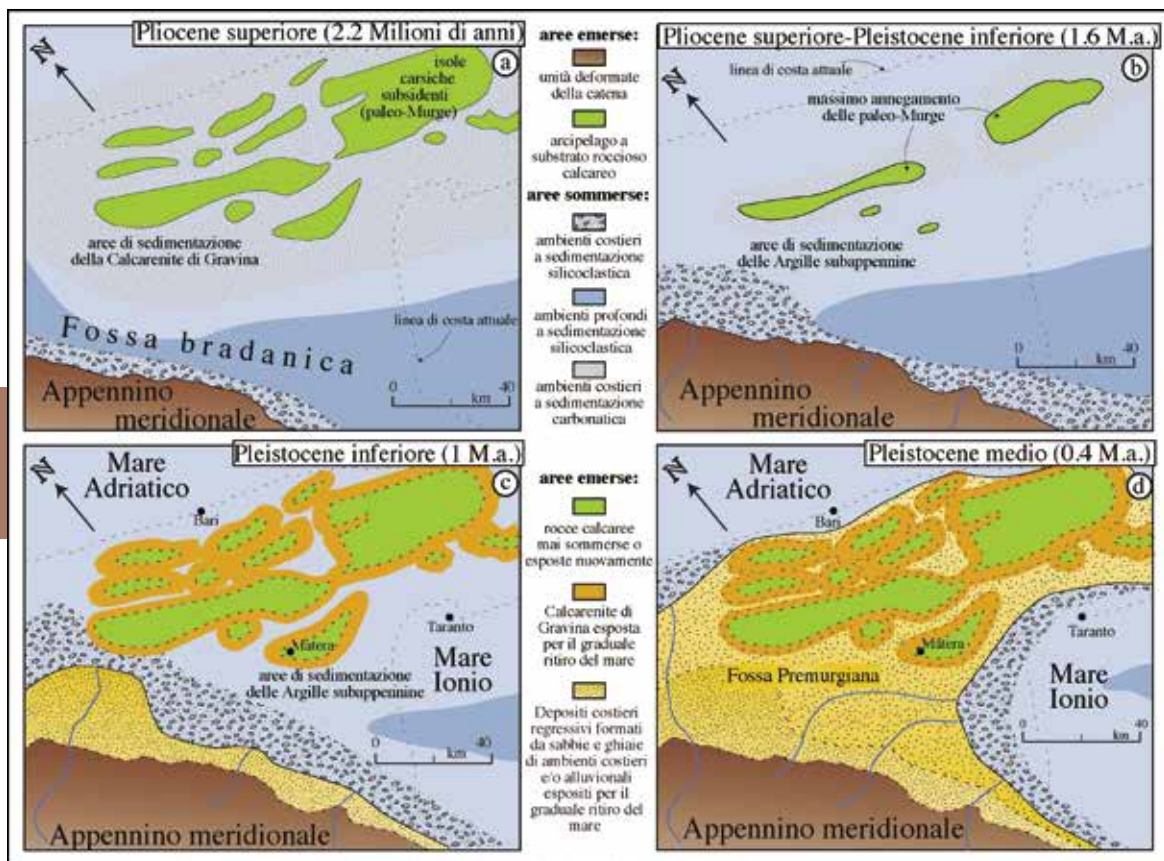 Pliocene superiore (2.2 Milioni di anni)
N
a
isole
carsiche
subsidenti
(paleo-Murge)
aree di sedimentazione
della Calcarenite di Gravina
linea di costa attuale
Fossa bradanica
0
40
km
Appennino
meridionale
aree emerse:
unità deformate
della catena
arcipelago a
substrato roccioso
calcareo
aree sommerse:
ambienti costieri
a sedimentazione
silicoclastica
ambienti profondi
a sedimentazione
silicoclastica
ambienti costieri
a sedimentazione
carbonatica
Pliocene superiore-Pleistocene inferiore (1.6 M.a.)
N
b
linea di costa attuale
massimo annegamento
delle paleo-Murge
aree di sedimentazione
delle Argille subappennine
0
40
km
Appennino
meridionale
Pleistocene inferiore (1 M.a.)
N
c
Mare
Adriatico
Bari
Taranto
Matera
aree di sedimentazione
delle Argille subappennine
Mare
Ionio
0
40
km
Appennino meridionale
aree emerse:
rocce calcaree
mai sommerse o
esposte nuovamente
Calcarenite di
Gravina esposta
per il graduale
ritiro del mare
Depositi costieri
regressivi formati
da sabbie e ghiaie
di ambienti costieri
e/o alluvionali
esposti per il
graduale ritiro del
mare
Pleistocene medio (0.4 M.a.)
N
d
Mare
Adriatico
Bari
Taranto
Matera
Fossa Premurgiana
Mare
Ionio
0
40
km
Appennino meridionale